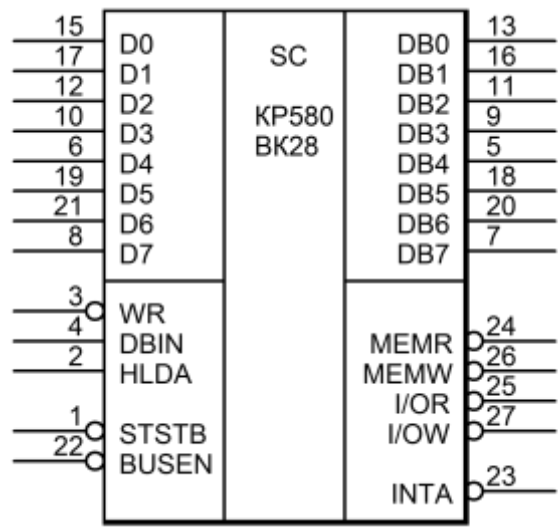 15 D0 SC DB0 13
17 D1 DB1 16
12 D2 КР580 DB2 11
10 D3 ВК28 DB3 9
6 D4 DB4 5
19 D5 DB5 18
21 D6 DB6 20
8 D7 DB7 7
3 WR
4 DBIN MEMR 24
2 HLDA MEMW 26
I/OR 25
1 STSTB I/OW 27
22 BUSEN
INTA 23